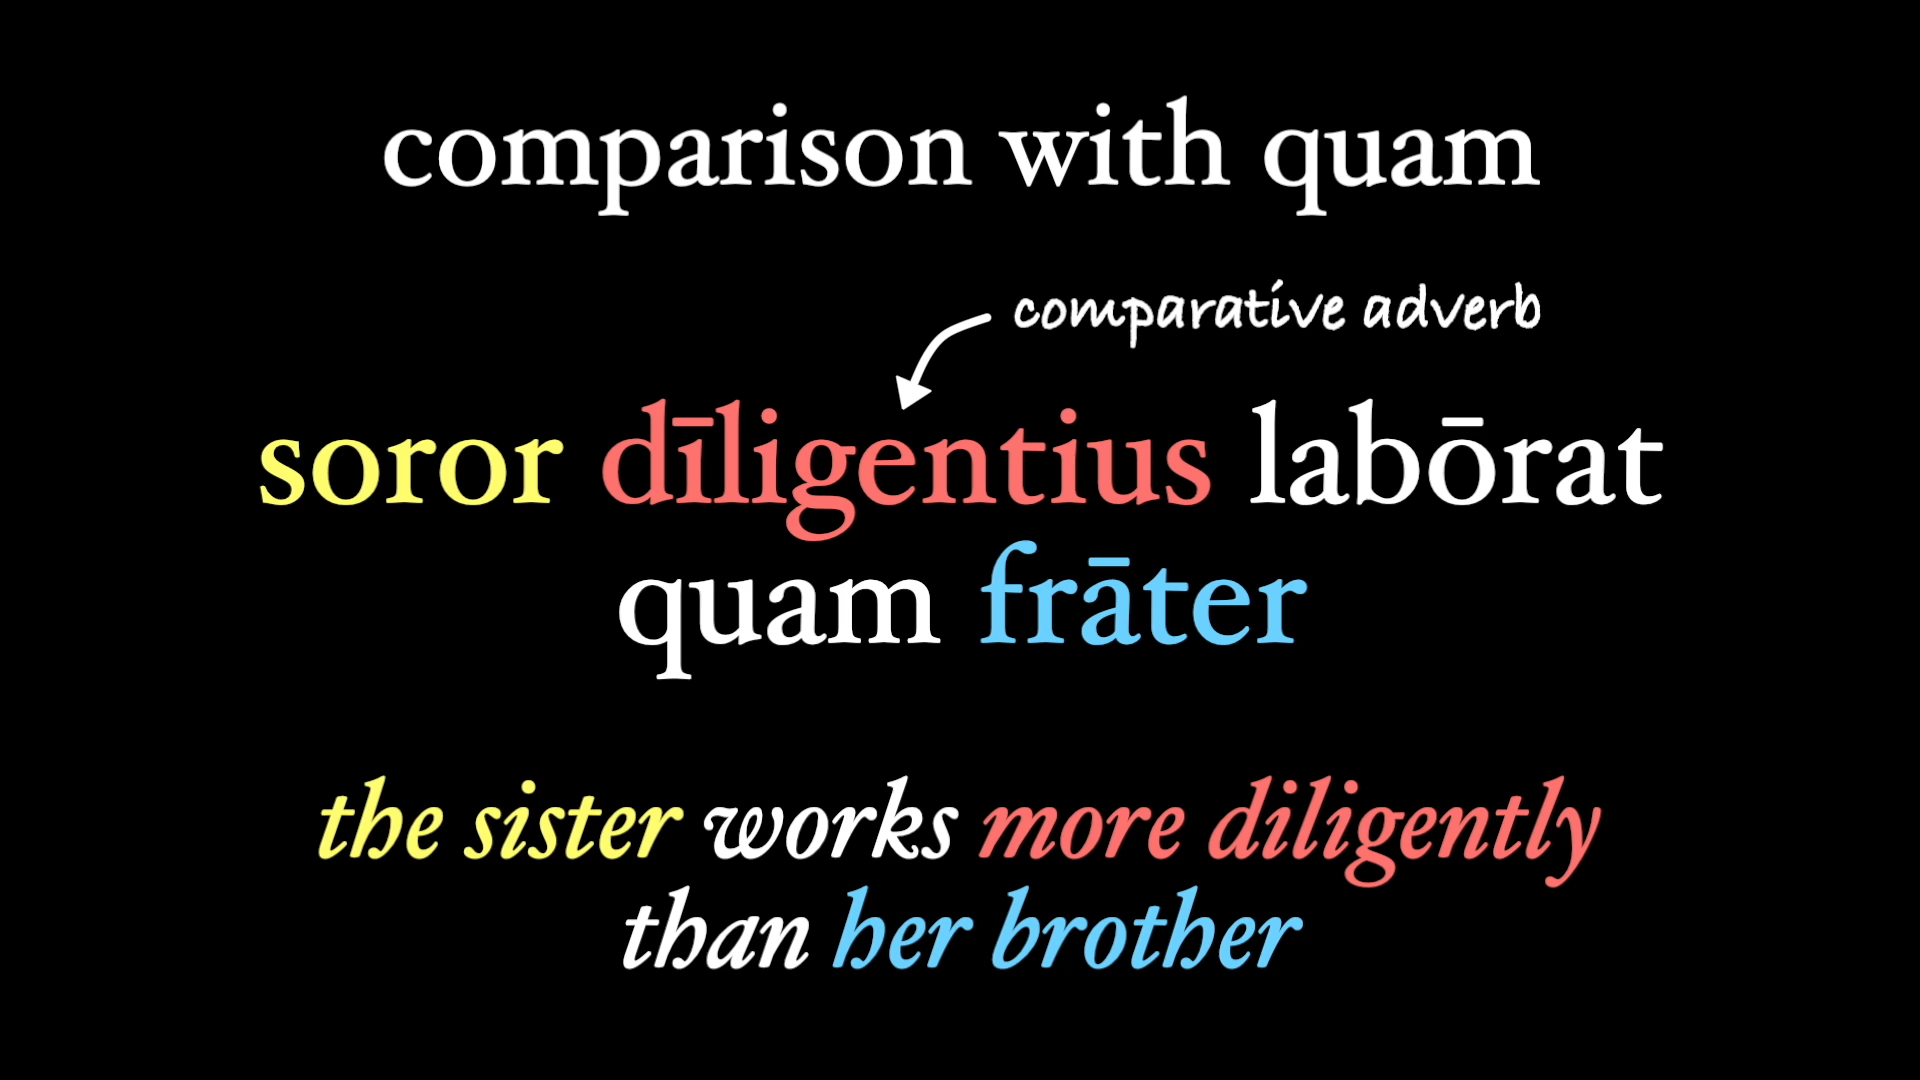 comparison with quam
comparative adverb
soror dīligentius labōrat
quam frāter
the sister works more diligently
than her brother